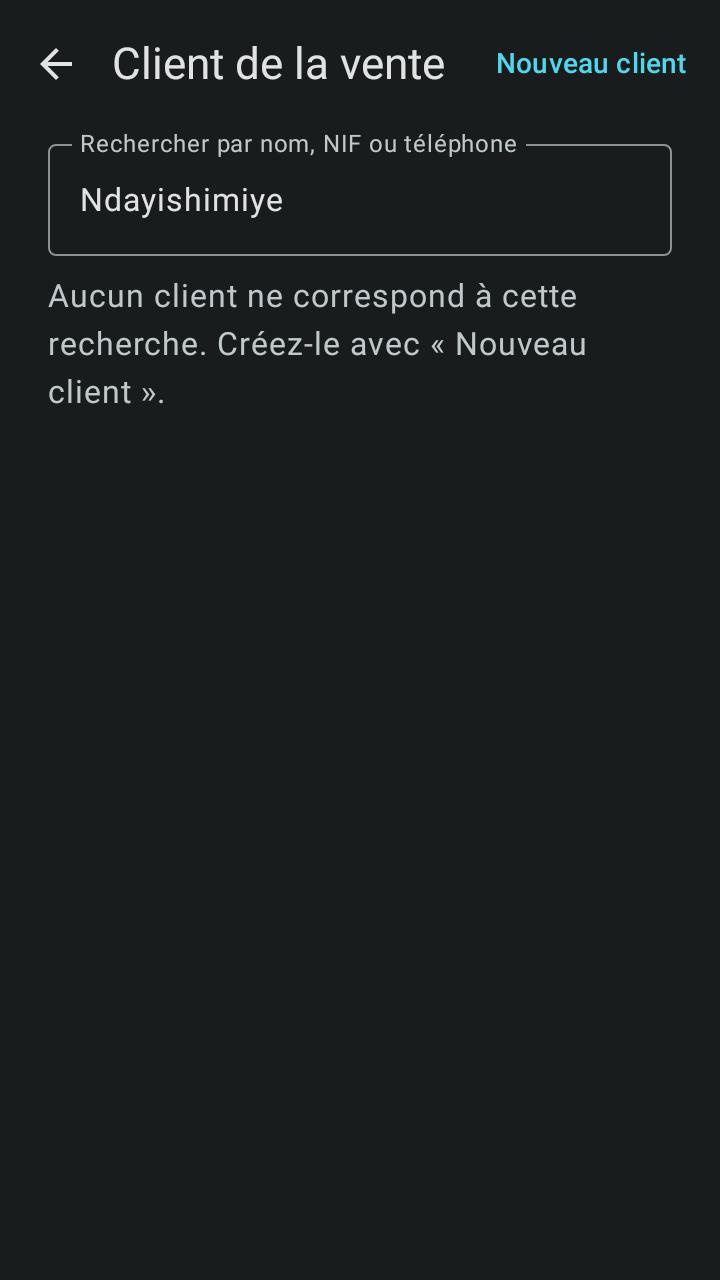 Client de la vente
Nouveau client
Rechercher par nom, NIF ou téléphone
Ndayishimiye
Aucun client ne correspond à cette
recherche. Créez-le avec « Nouveau
client ».